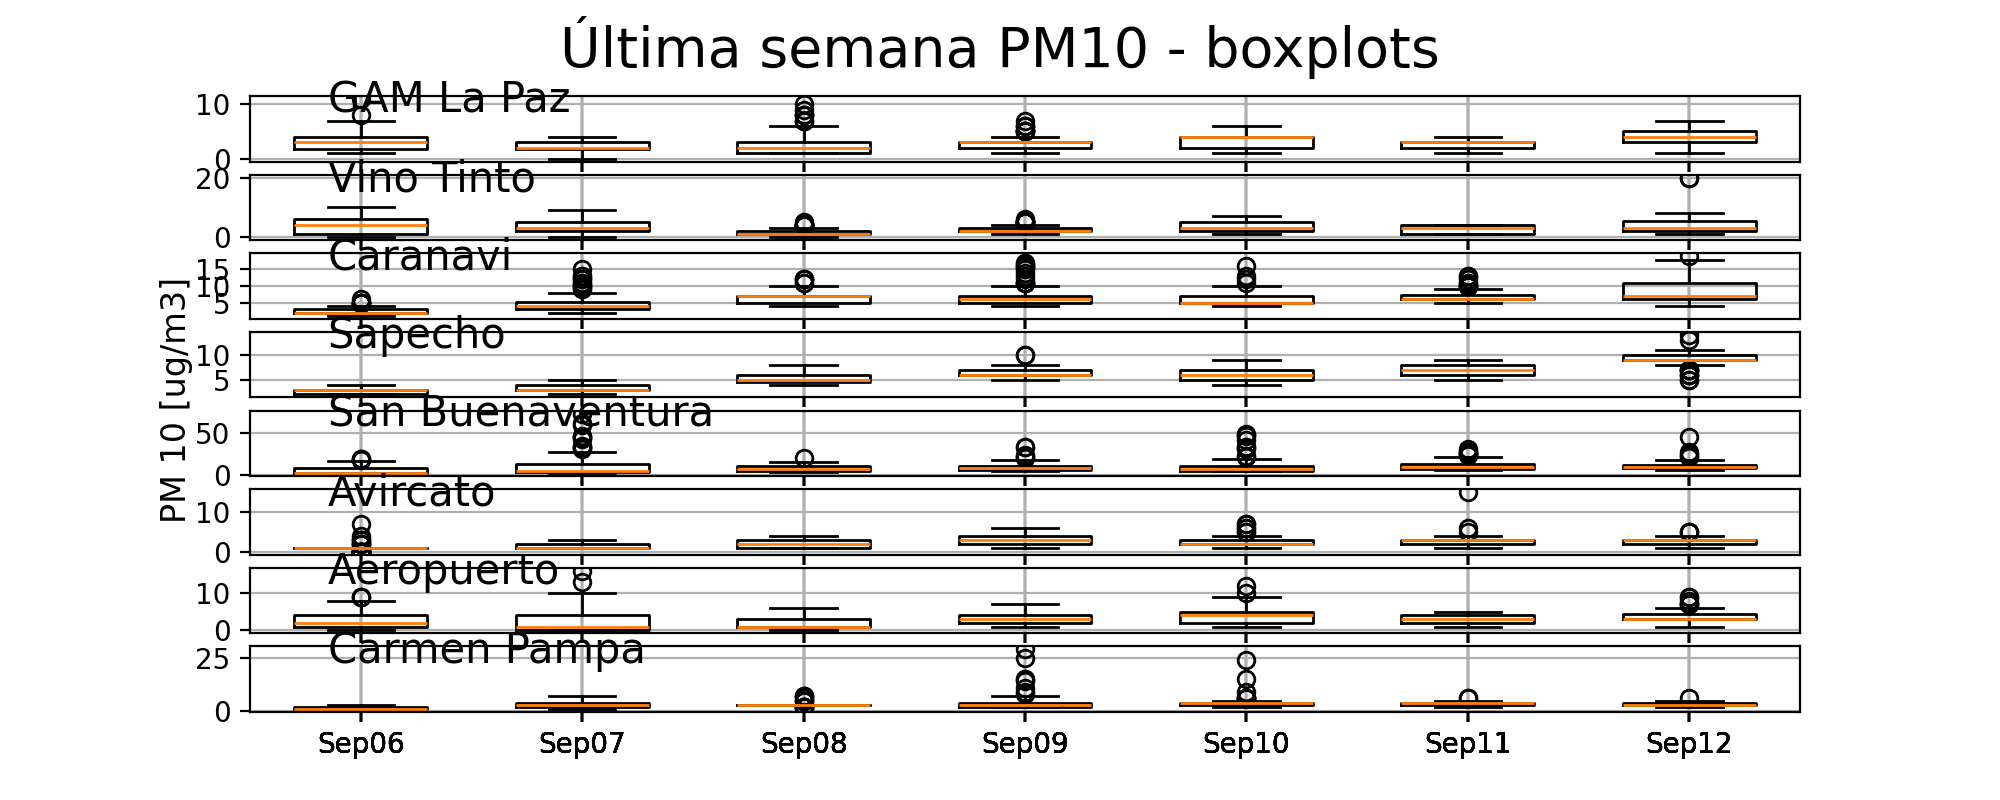 Última semana PM10 - boxplots
GAM La Paz
10
0
Vino Tinto
20
0
Caranavi
15
10
5
Sapecho
10
5
San Buenaventura
50
0
Avircato
10
0
Aeropuerto
10
0
Carmen Pampa
25
0
PM 10 [ug/m3]
Sep06 Sep07 Sep08 Sep09 Sep10 Sep11 Sep12